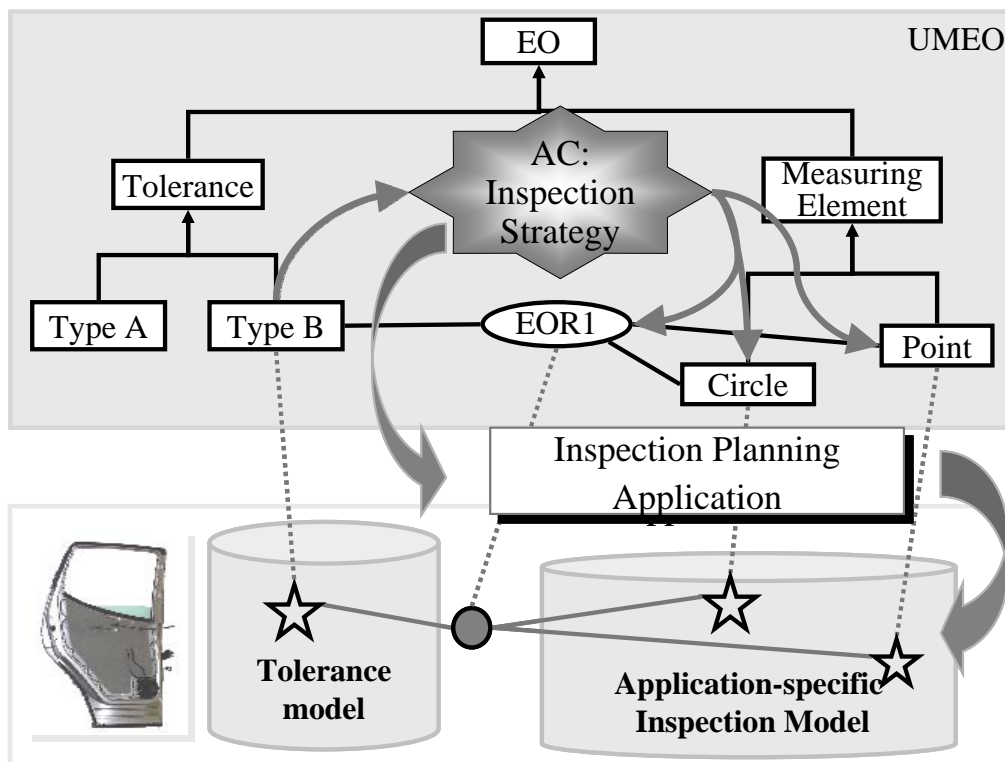 EO
UMEO
AC:
Inspection
Strategy
Tolerance
Measuring
Element
Type A
Type B
EOR1
Point
Circle
Inspection Planning
Application
Tolerance
model
Application-specific
Inspection Model